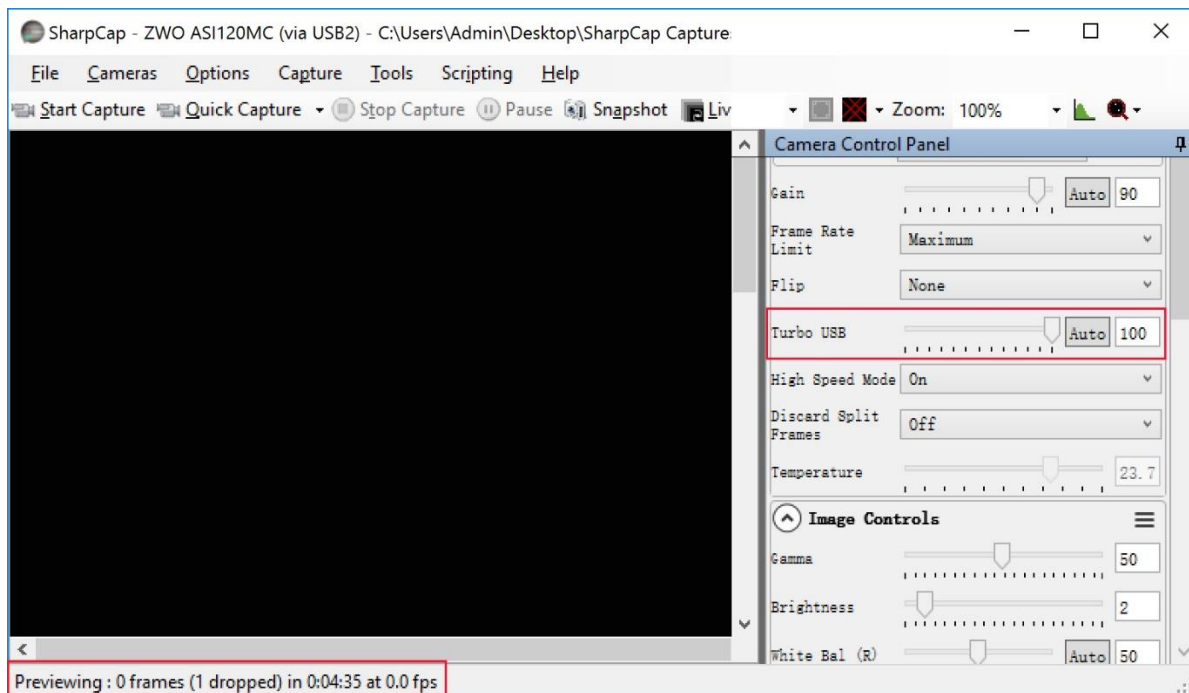 SharpCap - ZWO ASI120MC (via USB2) - C:\Users\Admin\Desktop\SharpCap Capture
File Cameras Options Capture Tools Scripting Help
Start Capture Quick Capture Stop Capture Pause Snapshot Liv Zoom: 100%
Camera Control Panel
Gain Auto 90
Frame Rate
Limit Maximum
Flip None
Turbo USB Auto 100
High Speed Mode On
Discard Split
Frames Off
Temperature 23.7
Image Controls
Gamma 50
Brightness 2
White Bal (R) Auto 50
Previewing : 0 frames (1 dropped) in 0:04:35 at 0.0 fps